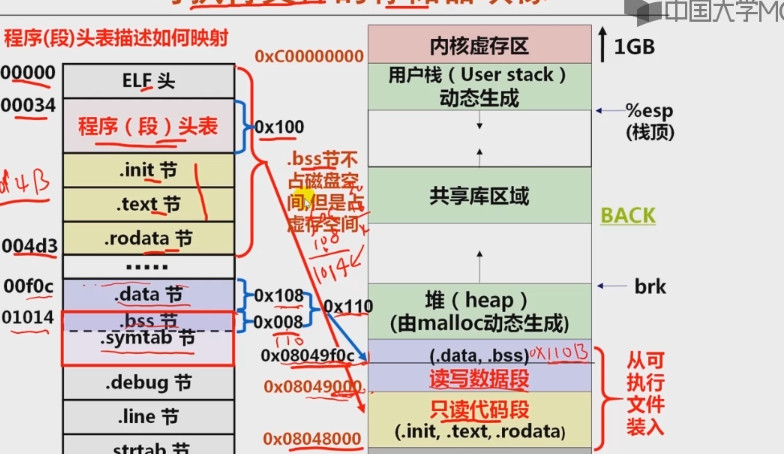 中国大学MO
程序(段)头表描述如何映射
00000
00034
004d3
00f0c
01014
ELF 头
程序（段）头表
.init 节
.text 节
.rodata 节
.....
.data 节
.bss 节
.symtab 节
.debug 节
.line 节
strtab 节
0x100
.bss节不
占磁盘空
间,但是占
虚存空间
0x108
0x008
110
0x110
108
1014
0xC00000000
0x08049f0c
0x08049000
0x08048000
内核虚存区
用户栈（User stack）
动态生成
共享库区域
堆（heap）
(由malloc动态生成)
(.data, .bss)
0x110B
读写数据段
只读代码段
(.init, .text, .rodata)
1GB
%esp
(栈顶)
BACK
brk
从可
执行
文件
装入